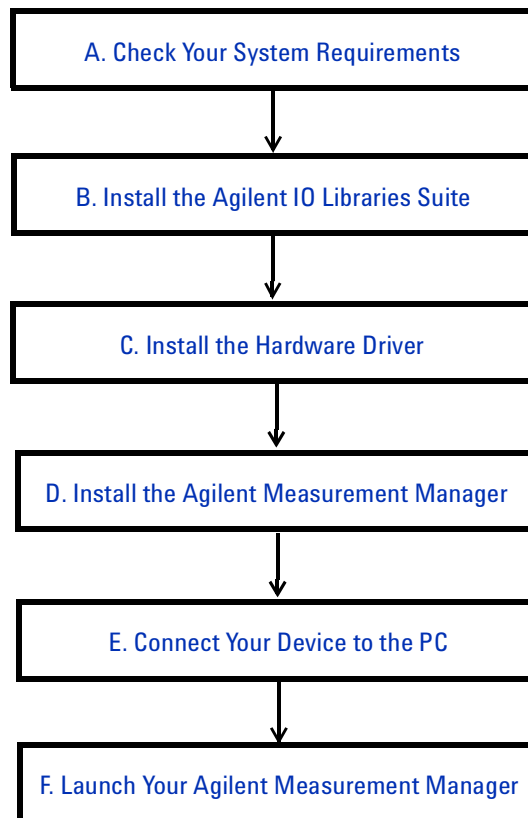 A. Check Your System Requirements
B. Install the Agilent IO Libraries Suite
C. Install the Hardware Driver
D. Install the Agilent Measurement Manager
E. Connect Your Device to the PC
F. Launch Your Agilent Measurement Manager